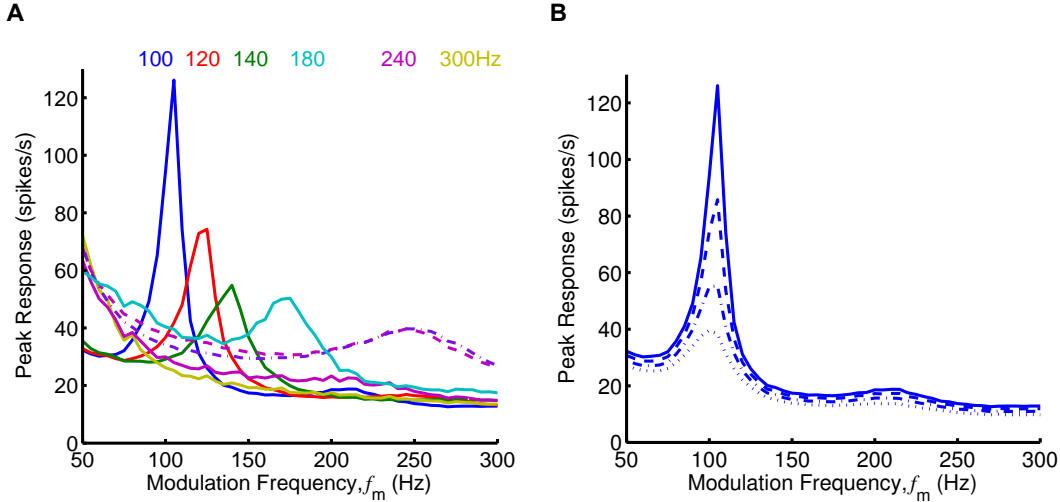 A
B
100 120 140 180 240 300Hz
120
100
80
60
40
20
0
50 100 150 200 250 300
Peak Response (spikes/s)
Modulation Frequency, fm (Hz)
120
100
80
60
40
20
0
50 100 150 200 250 300
Peak Response (spikes/s)
Modulation Frequency, fm (Hz)